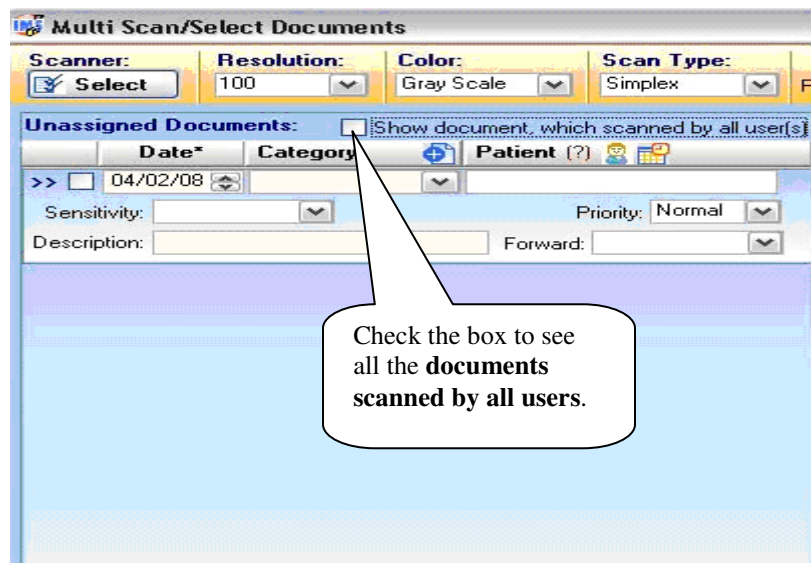 IMS Multi Scan/Select Documents
Scanner: Resolution: Color: Scan Type:
Select 100 Gray Scale Simplex
Unassigned Documents: Show document, which scanned by all user(s)
Date* Category Patient (?)
>> 04/02/08
Sensitivity: Priority: Normal
Description: Forward:
Check the box to see
all the documents
scanned by all users.